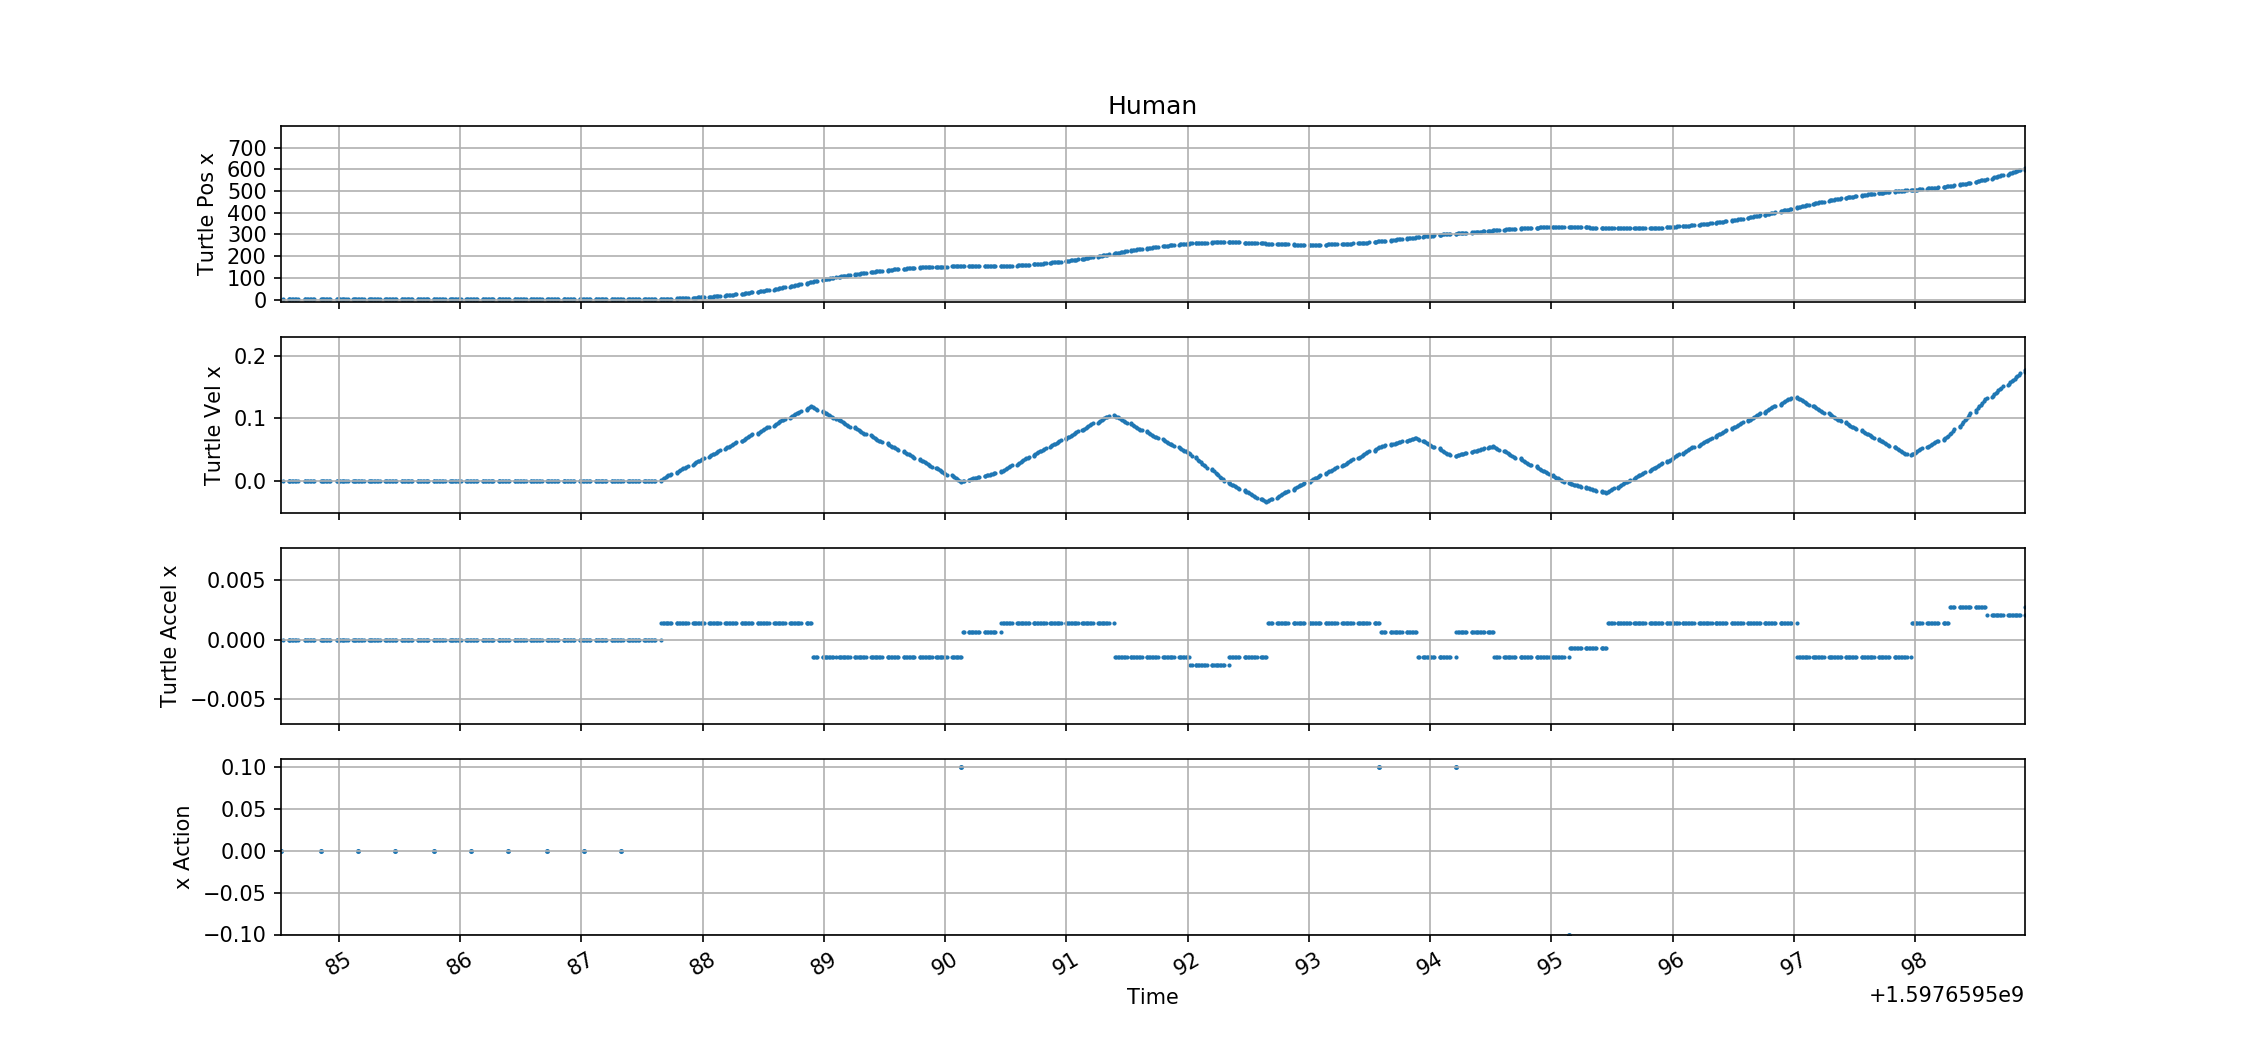 Human
Turtle Pos x
700
600
500
400
300
200
100
0
Turtle Vel x
0.2
0.1
0.0
Turtle Accel x
0.005
0.000
−0.005
x Action
0.10
0.05
0.00
−0.05
−0.10
85 86 87 88 89 90 91 92 93 94 95 96 97 98
Time
+1.5976595e9